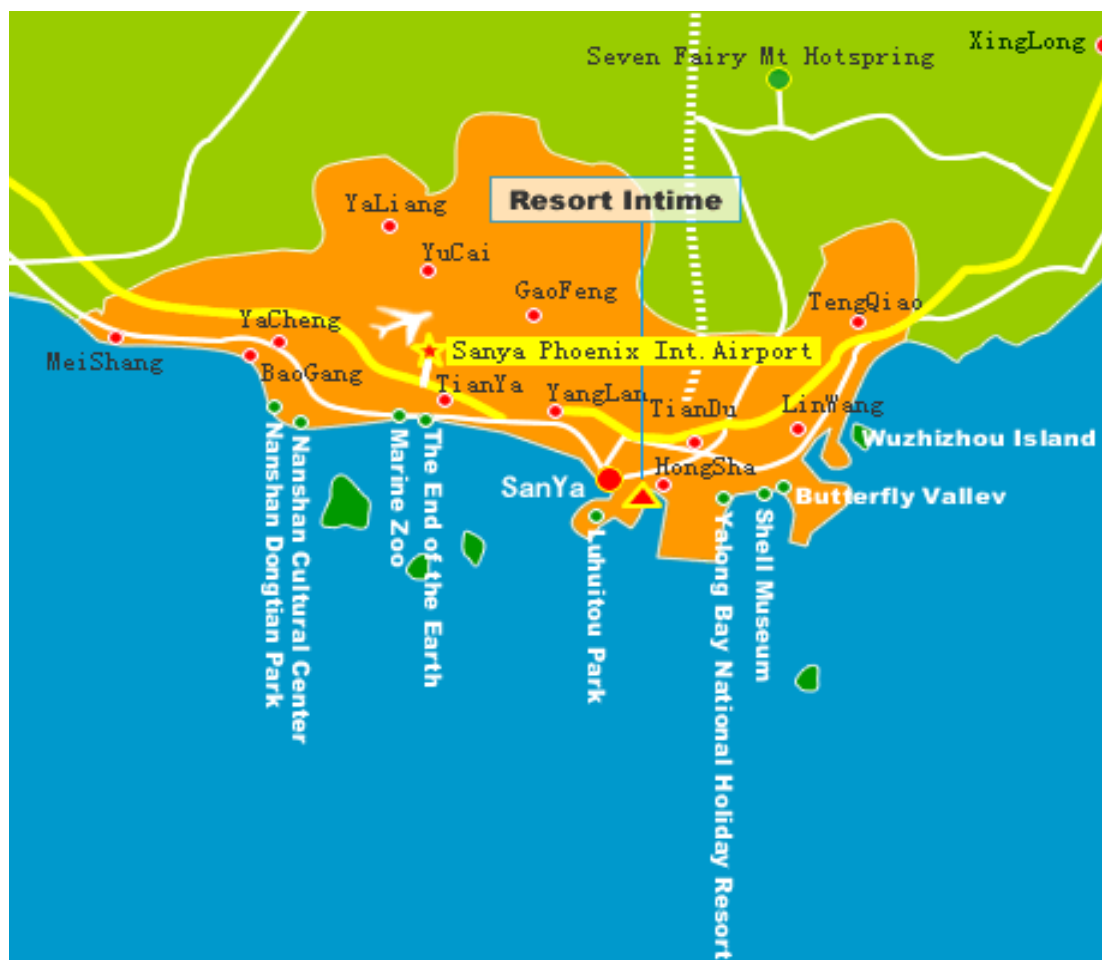 XingLong
Seven Fairy Mt Hotspring
Resort Intime
YaLiang
YuCai
GaoFeng
TengQiao
YaCheng
Sanya Phoenix Int.Airport
MeiShang
BaoGang
TianYa
YangLan
TianDu
LinWang
Wuzhizhou Island
HongSha
SanYa
Butterfly Vallev
Nanshan Dongtian Park
Nanshan Cultural Center
Marine Zoo
The End of the Earth
Luhuitou Park
Yalong Bay National Holiday Resort
Shell Museum